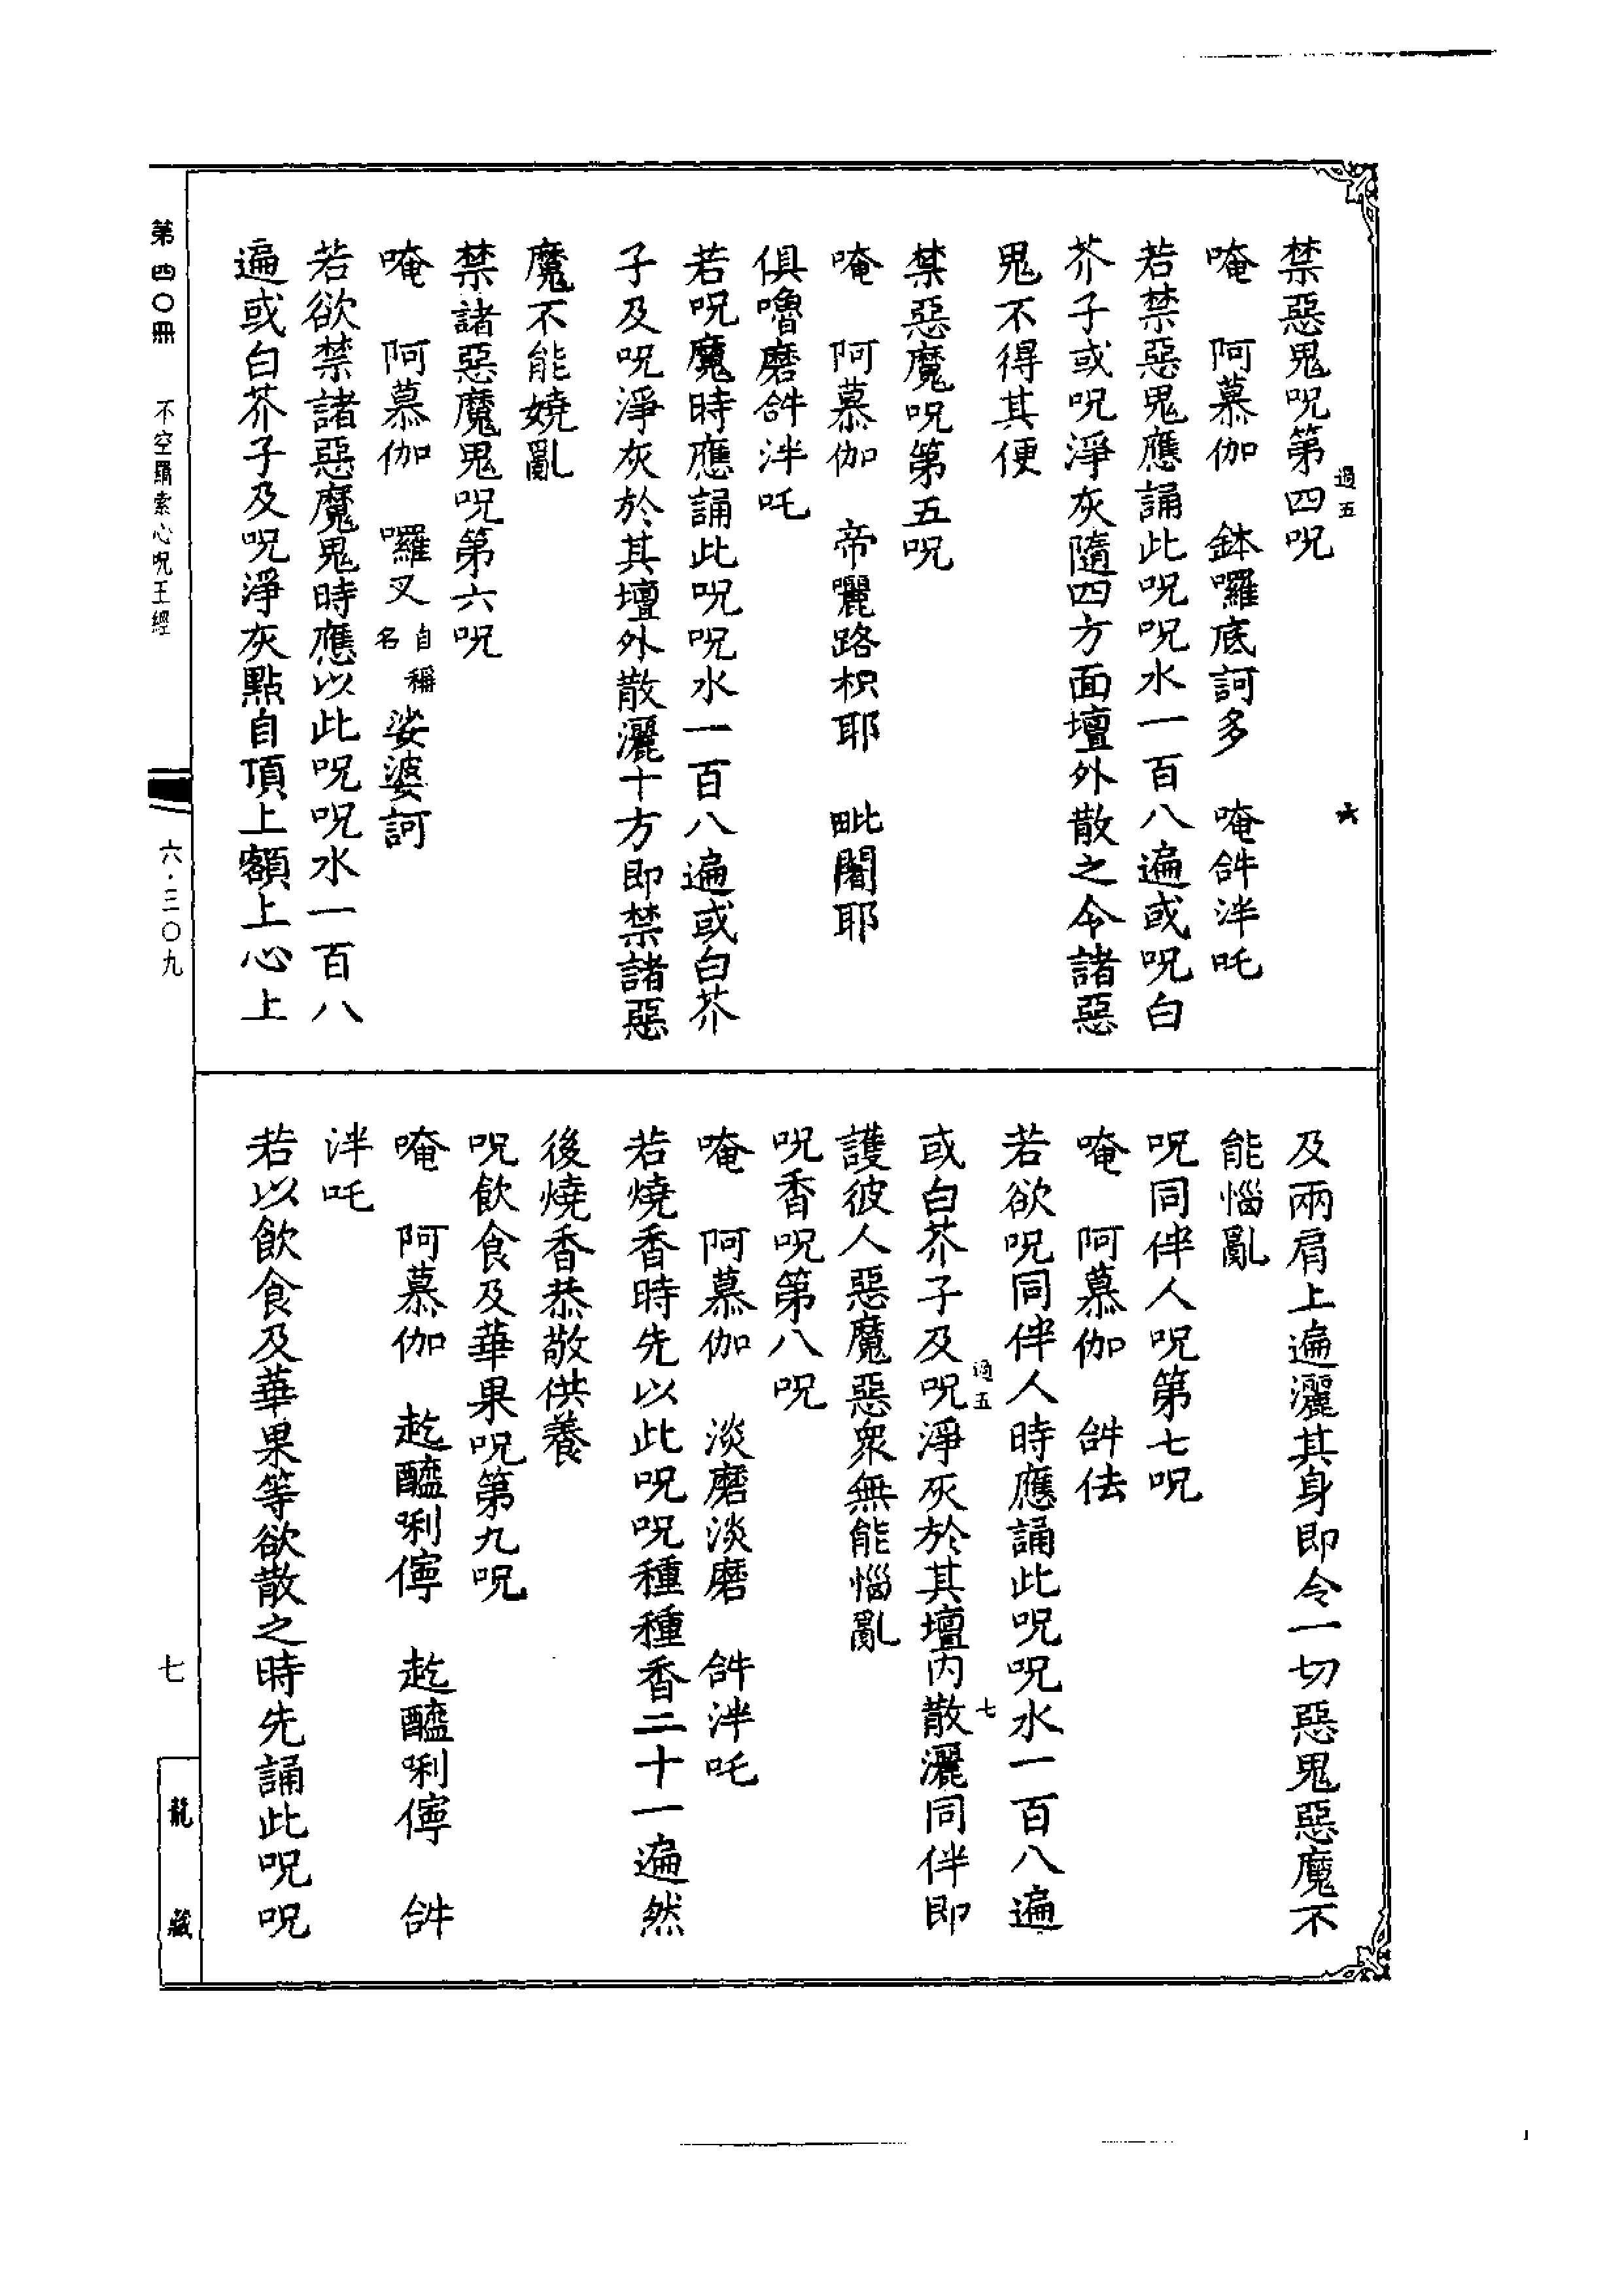 過五　六
禁惡鬼呪第四呪
唵　阿慕伽　鉢囉底訶多　唵𤙖泮吒
若禁惡鬼應誦此呪呪水一百八遍或呪白
芥子或呪淨灰隨四方面壇外散之令諸惡
鬼不得其便
禁惡魔呪第五呪
唵　阿慕伽　帝㘑路枳耶　毗闍耶
俱嚕磨𤙖泮吒
若呪魔時應誦此呪呪水一百八遍或白芥
子及呪淨灰於其壇外散灑十方即禁諸惡
魔不能嬈亂
禁諸惡魔鬼呪第六呪
唵　阿慕伽　囉叉自稱名娑婆訶
若欲禁諸惡魔鬼時應以此呪呪水一百八
遍或白芥子及呪淨灰點自頂上額上心上
及兩肩上遍灑其身即令一切惡鬼惡魔不
能惱亂
呪同伴人呪第七呪
唵　阿慕伽　𤙖佉
若欲呪同伴人時應誦此呪呪水一百八遍
過五　七
或白芥子及呪淨灰於其壇內散灑同伴即
護彼人惡魔惡衆無能惱亂
呪香呪第八呪
唵　阿慕伽　淡磨淡磨　𤙖泮吒
若燒香時先以此呪呪種種香二十一遍然
後燒香恭敬供養
呪飲食及華果呪第九呪
唵　阿慕伽　趁醯唎儜　趁醯唎儜　𤙖
泮吒
若以飲食及華果等欲散之時先誦此呪呪
第四〇冊　不空羂索心呪王經　六·三〇九　七　龍藏